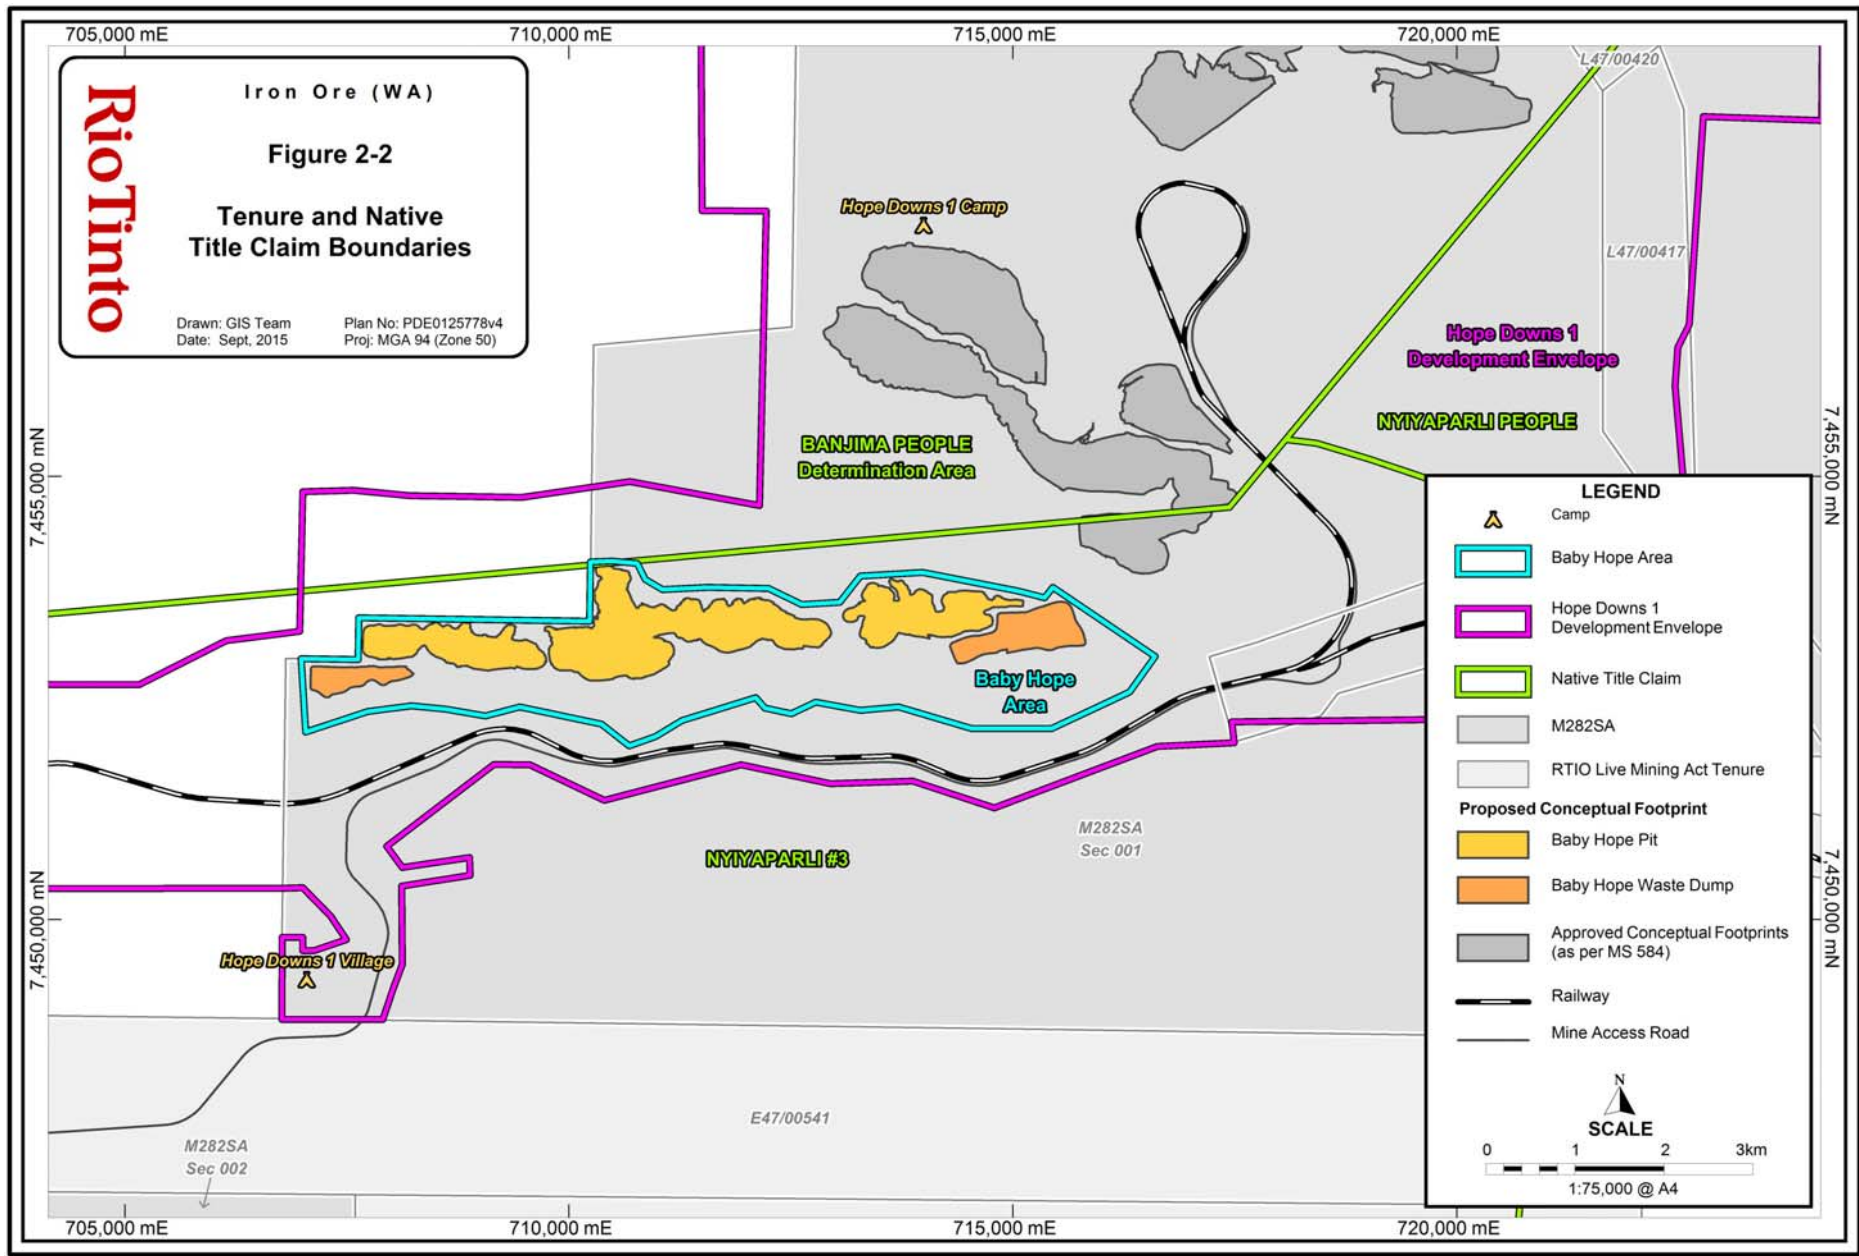 705,000 mE
710,000 mE
715,000 mE
720,000 mE
RioTinto
Iron Ore (WA)
Figure 2-2
Tenure and Native
Title Claim Boundaries
Drawn: GIS Team
Date: Sept, 2015
Plan No: PDE0125778v4
Proj: MGA 94 (Zone 50)
L47/00420
Hope Downs 1 Camp
L47/00417
Hope Downs 1
Development Envelope
NYIYAPARLI PEOPLE
BANJIMA PEOPLE
Determination Area
7,455,000 mN
7,455,000 mN
Baby Hope
Area
M282SA
Sec 001
NYIYAPARLI #3
7,450,000 mN
7,450,000 mN
Hope Downs 1 Village
E47/00541
M282SA
Sec 002
LEGEND
Camp
Baby Hope Area
Hope Downs 1
Development Envelope
Native Title Claim
M282SA
RTIO Live Mining Act Tenure
Proposed Conceptual Footprint
Baby Hope Pit
Baby Hope Waste Dump
Approved Conceptual Footprints
(as per MS 584)
Railway
Mine Access Road
N
SCALE
0 1 2 3km
1:75,000 @ A4
705,000 mE
710,000 mE
715,000 mE
720,000 mE